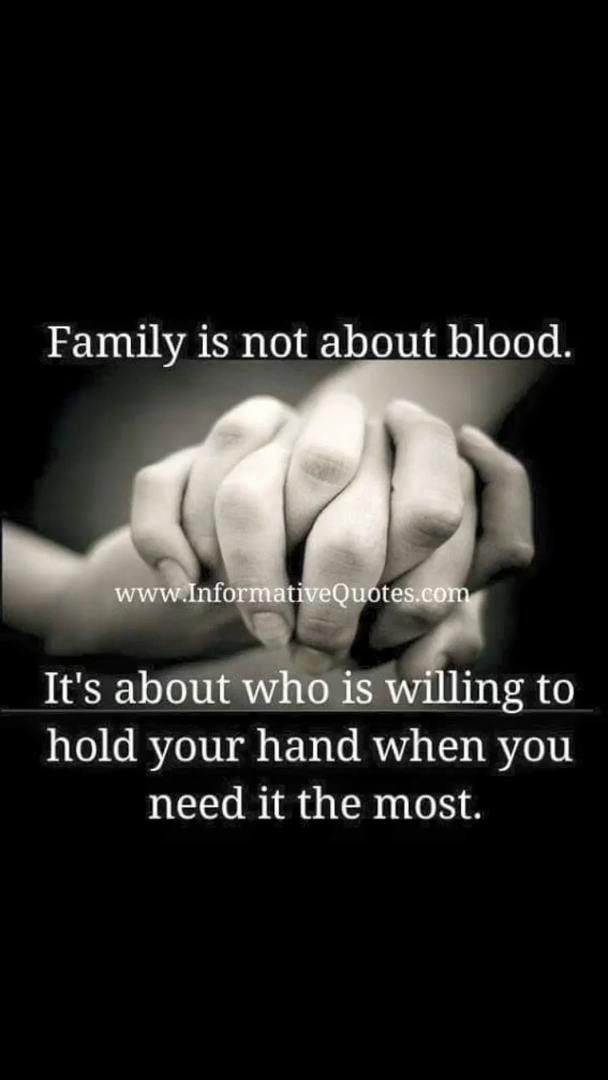 Family is not about blood.
www.InformativeQuotes.com
It's about who is willing to
hold your hand when you
need it the most.